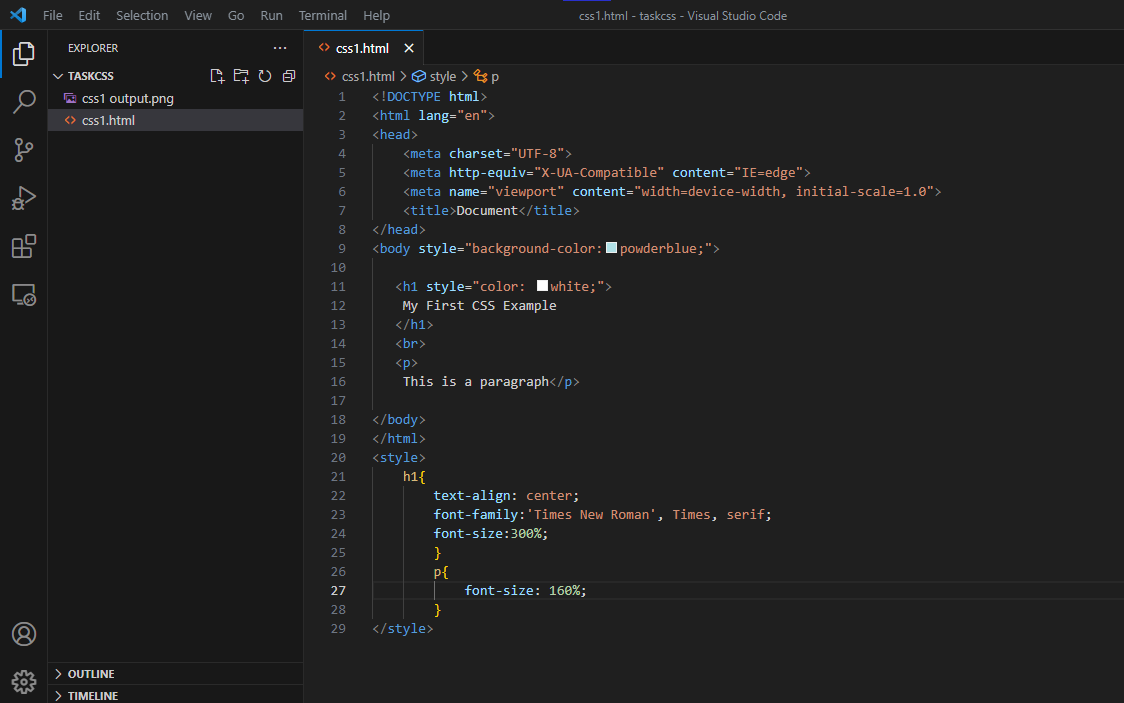 File Edit Selection View Go Run Terminal Help
css1.html - taskcss - Visual Studio Code
EXPLORER
TASKCSS
css1 output.png
css1.html
OUTLINE
TIMELINE
css1.html
css1.html > style > p
1 <!DOCTYPE html>
2 <html lang="en">
3 <head>
4 <meta charset="UTF-8">
5 <meta http-equiv="X-UA-Compatible" content="IE=edge">
6 <meta name="viewport" content="width=device-width, initial-scale=1.0">
7 <title>Document</title>
8 </head>
9 <body style="background-color:powderblue;">
10
11 <h1 style="color: white;">
12 My First CSS Example
13 </h1>
14 <br>
15 <p>
16 This is a paragraph</p>
17
18 </body>
19 </html>
20 <style>
21 h1{
22 text-align: center;
23 font-family:'Times New Roman', Times, serif;
24 font-size:300%;
25 }
26 p{
27 font-size: 160%;
28 }
29 </style>